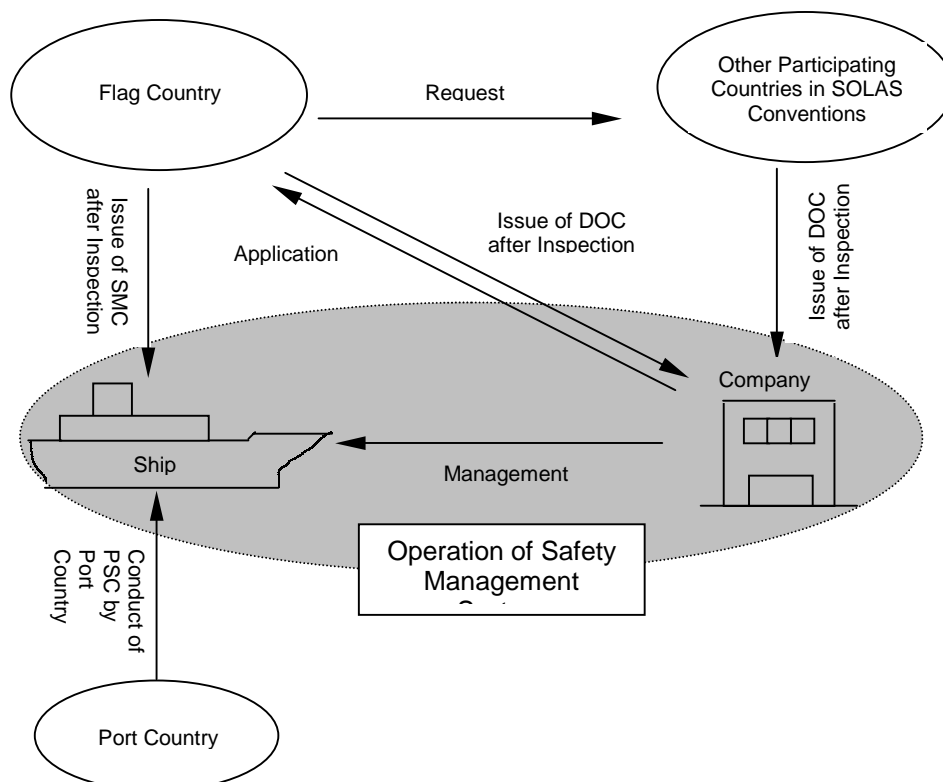 Flag Country
Request
Other Participating
Countries in SOLAS
Conventions
Issue of SMC
after Inspection
Application
Issue of DOC
after Inspection
Issue of DOC
after Inspection
Company
Ship
Management
Operation of Safety
Management
Conduct of
PSC by
Port
Country
Port Country